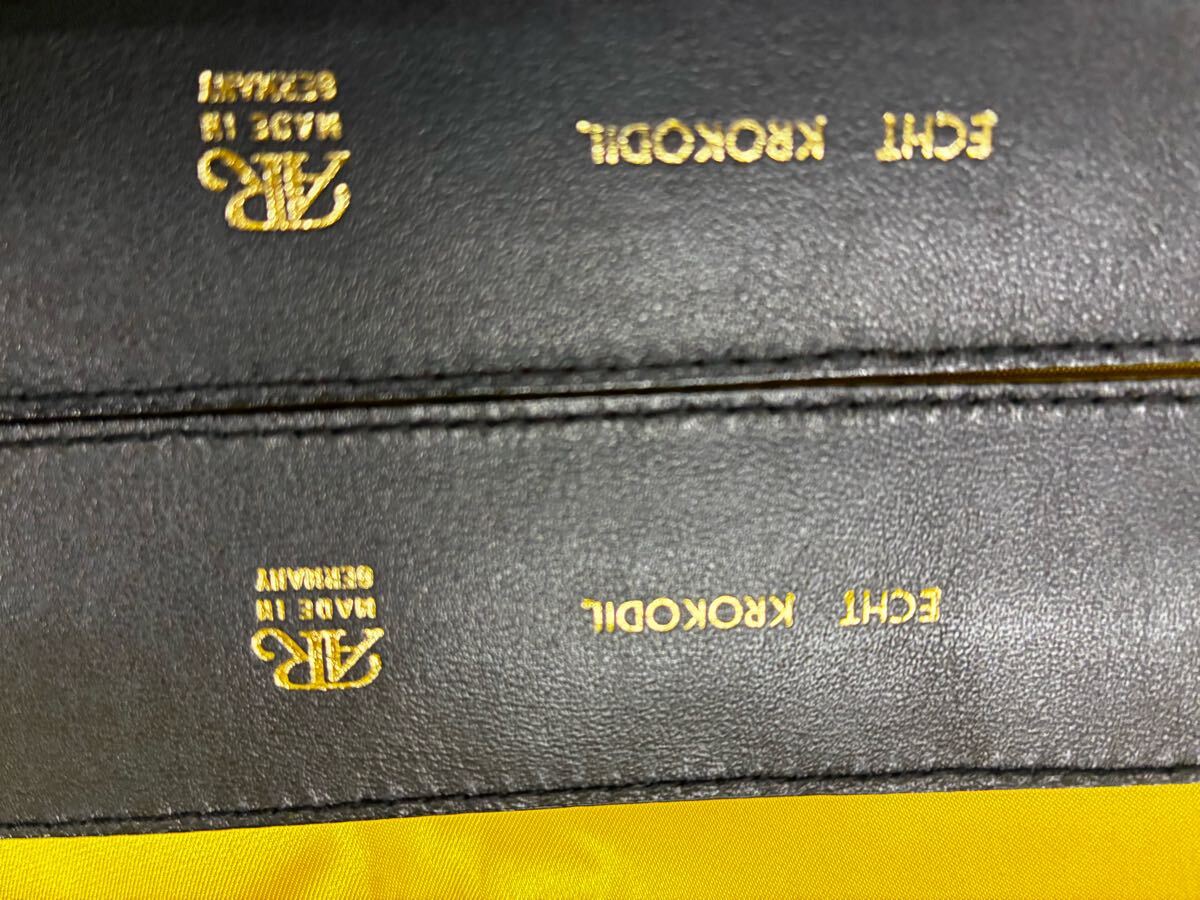 ECHT KROKODIL
AR
MADE IN
GERMANY
ECHT KROKODIL
AR
MADE IN
GERMANY